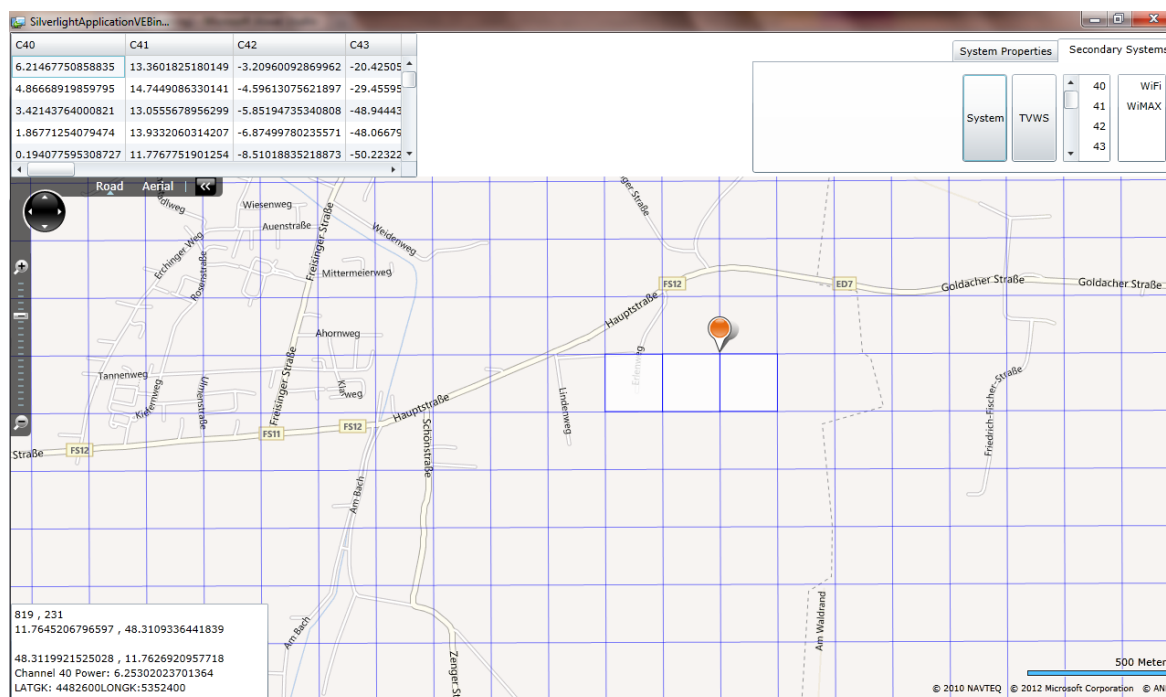 SilverlightApplicationVEBin...
C40 C41 C42 C43
6.21467750858835 13.3601825180149 -3.20960092869962 -20.42505
4.86668919859795 14.7449086330141 -4.59613075621897 -29.45595
3.42143764000821 13.0555678956299 -5.85194735340808 -48.94443
1.86771254079474 13.9332060314207 -6.87499780235571 -48.06679
0.194077595308727 11.7767751901254 -8.51018835218873 -50.22322
System Properties Secondary Systems
System TVWS
40
41
42
43
WiFi
WiMAX
Road Aerial
Wiesenweg
Auenstraße
Weidenweg
Erchinger Weg
Rosenstraße
Freisinger Straße
Mittermeierweg
Ahornweg
Tannenweg
Kiefernweg
Ulmenstraße
Freisinger Straße
Hauptstraße
Hauptstraße
FS12
ED7
Goldacher Straße
Goldacher Straße
Erlenweg
Lindenweg
Friedrich-Fischer-Straße
FS12
FS11
FS12
Straße
Schönstraße
Am Bach
Am Bach
Zenger St
Am Waldrand
819 , 231
11.7645206796597 , 48.3109336441839
48.3119921525028 , 11.7626920957718
Channel 40 Power: 6.25302023701364
LATGK: 4482600LONGK:5352400
500 Meter
© 2010 NAVTEQ © 2012 Microsoft Corporation © AN